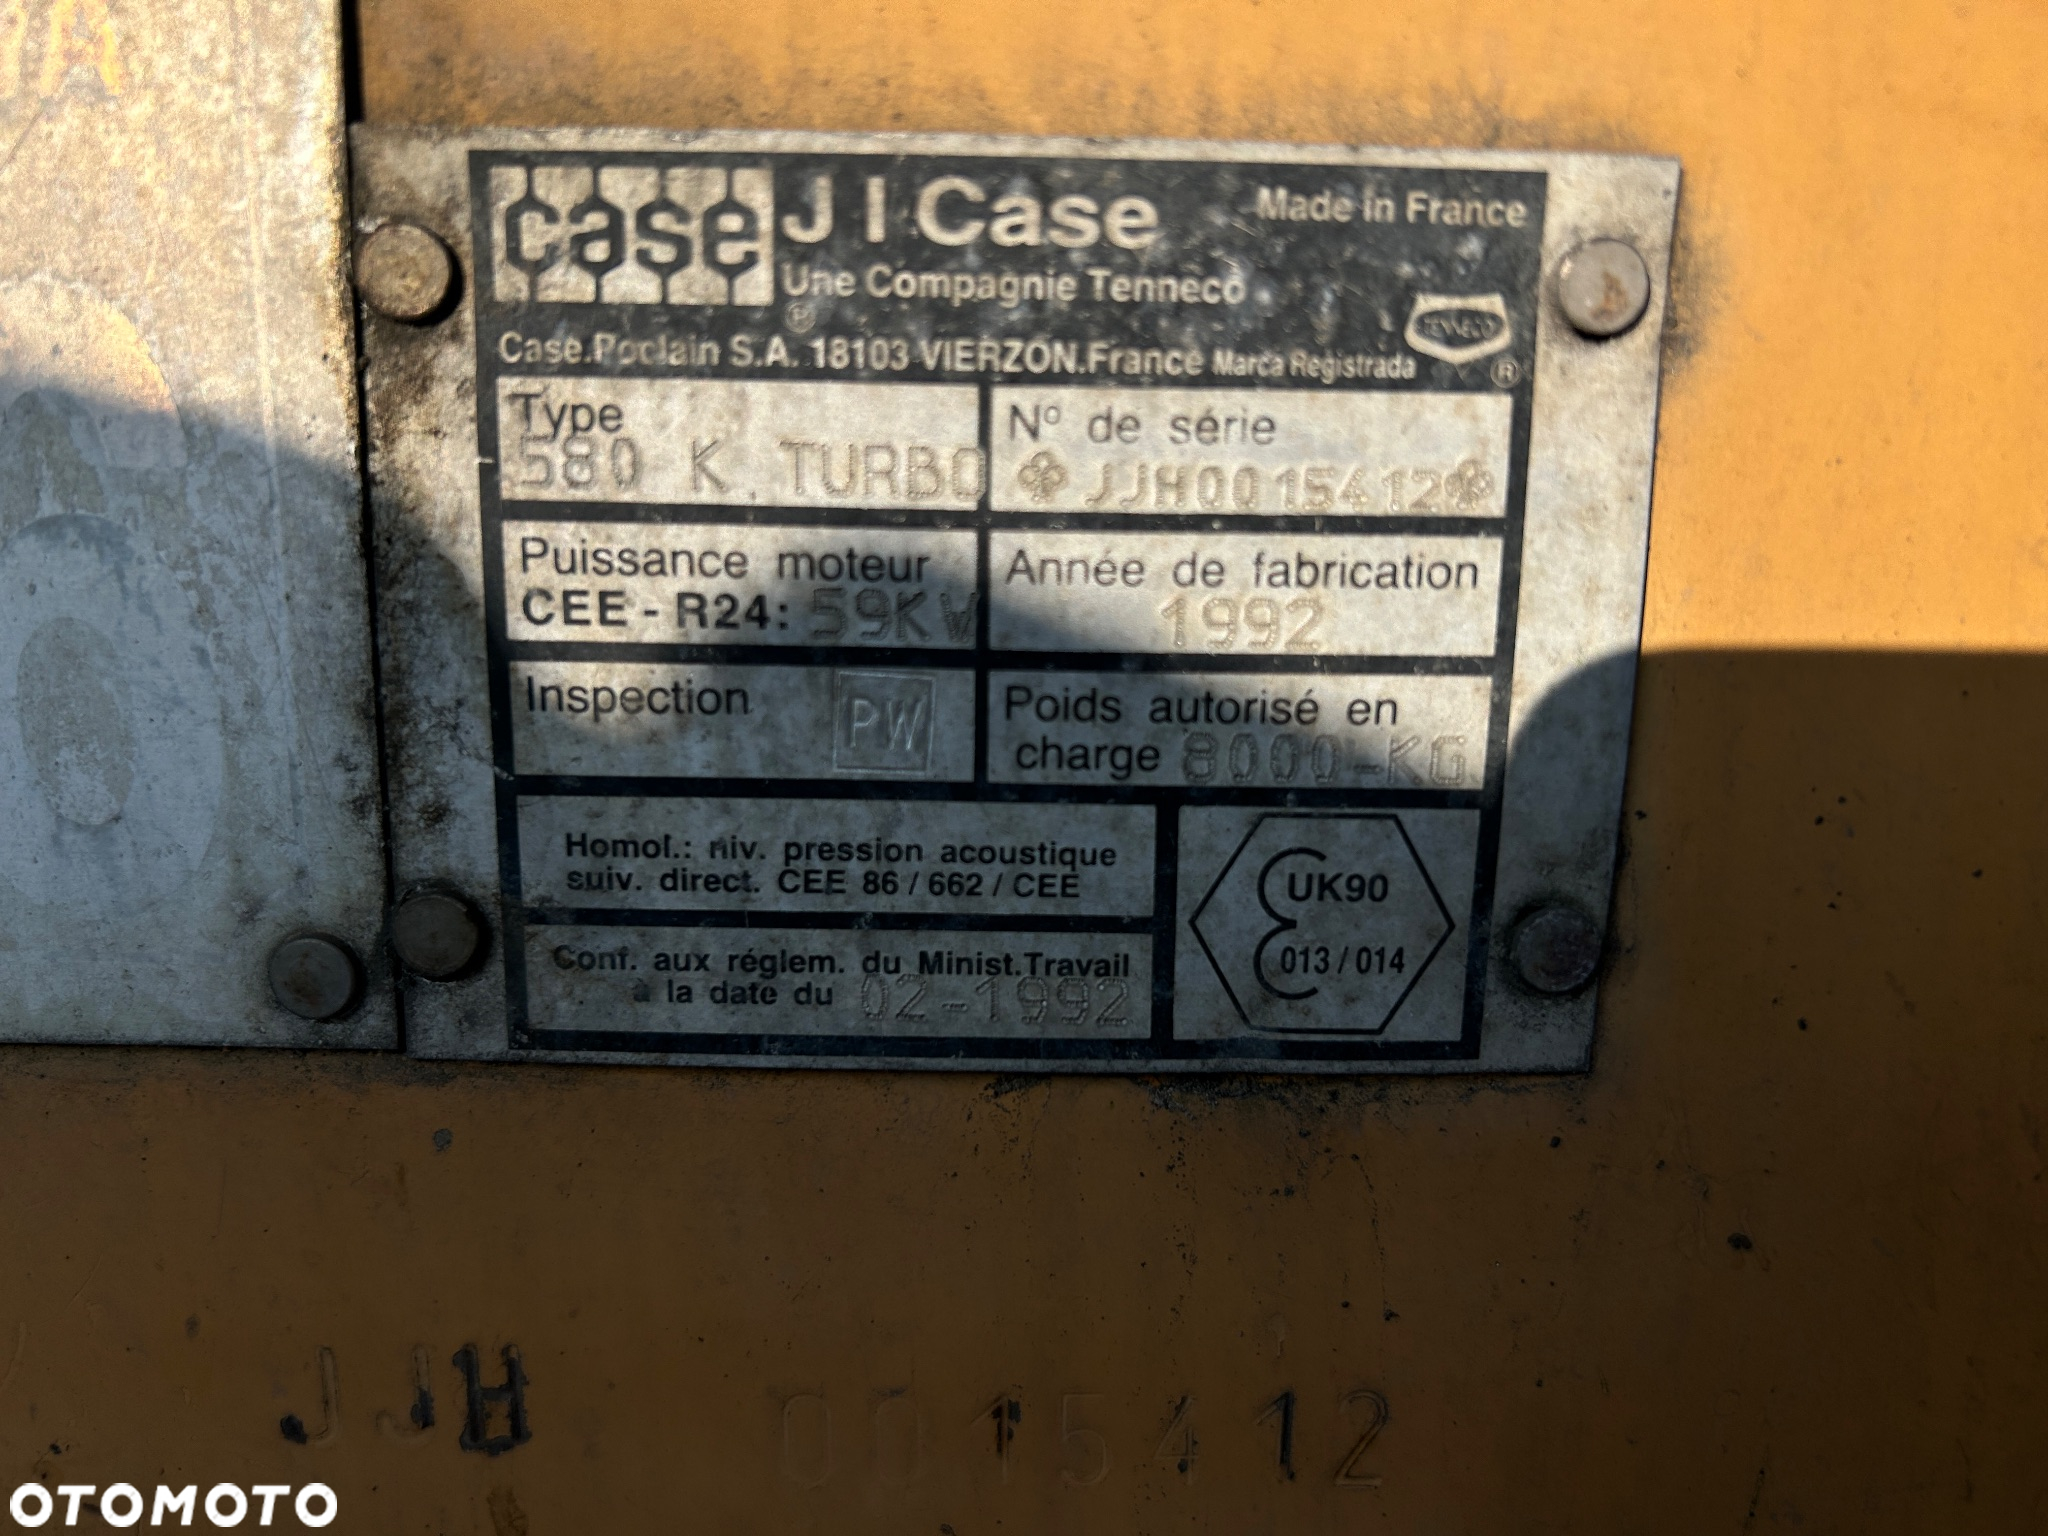 case J I Case Made in France
Une Compagnie Tenneco
TENNECO
Case.Poclain S.A. 18103 VIERZON.France Marca Registrada ®
Type
580 K. TURBO
Nº de série
JJH0015412
Puissance moteur
CEE - R24: 59KW
Année de fabrication
1992
Inspection PW
Poids autorisé en
charge 8000-KG
Homol.: niv. pression acoustique
suiv. direct. CEE 86 / 662 / CEE
Conf. aux réglem. du Minist.Travail
à la date du 02-1992
UK90
013 / 014
JJH 0015412
OTOMOTO